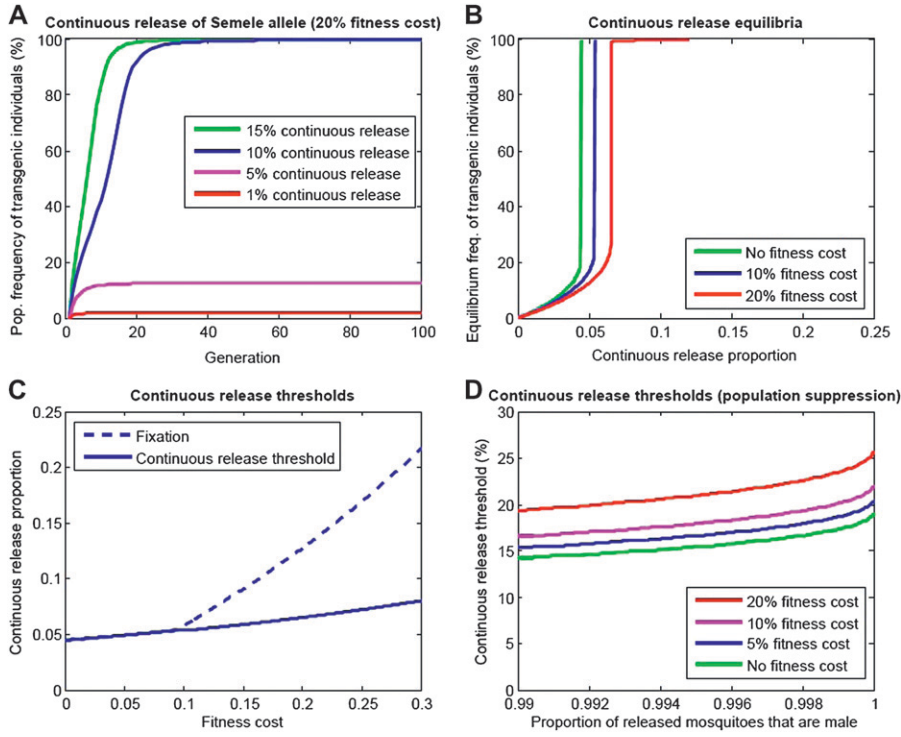 A
Continuous release of Semele allele (20% fitness cost)
Pop. frequency of transgenic individuals (%)
100
80
60
40
20
0
15% continuous release
10% continuous release
5% continuous release
1% continuous release
0 20 40 60 80 100
Generation
B
Continuous release equilibria
Equilibrium freq. of transgenic individuals (%)
100
80
60
40
20
0
No fitness cost
10% fitness cost
20% fitness cost
0 0.05 0.1 0.15 0.2 0.25
Continuous release proportion
C
Continuous release thresholds
Continuous release proportion
0.25
0.2
0.15
0.1
0.05
0
Fixation
Continuous release threshold
0 0.05 0.1 0.15 0.2 0.25 0.3
Fitness cost
D
Continuous release thresholds (population suppression)
Continuous release threshold (%)
30
25
20
15
10
5
0
20% fitness cost
10% fitness cost
5% fitness cost
No fitness cost
0.99 0.992 0.994 0.996 0.998 1
Proportion of released mosquitoes that are male